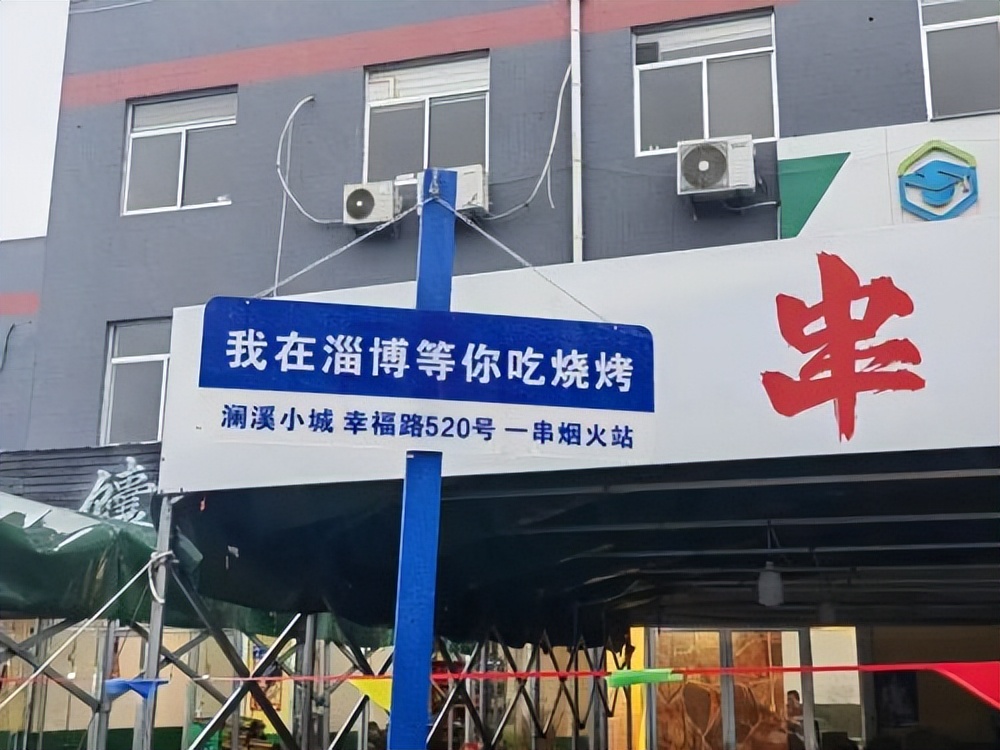 我在淄博等你吃烧烤
澜溪小城 幸福路520号 一串烟火站
串